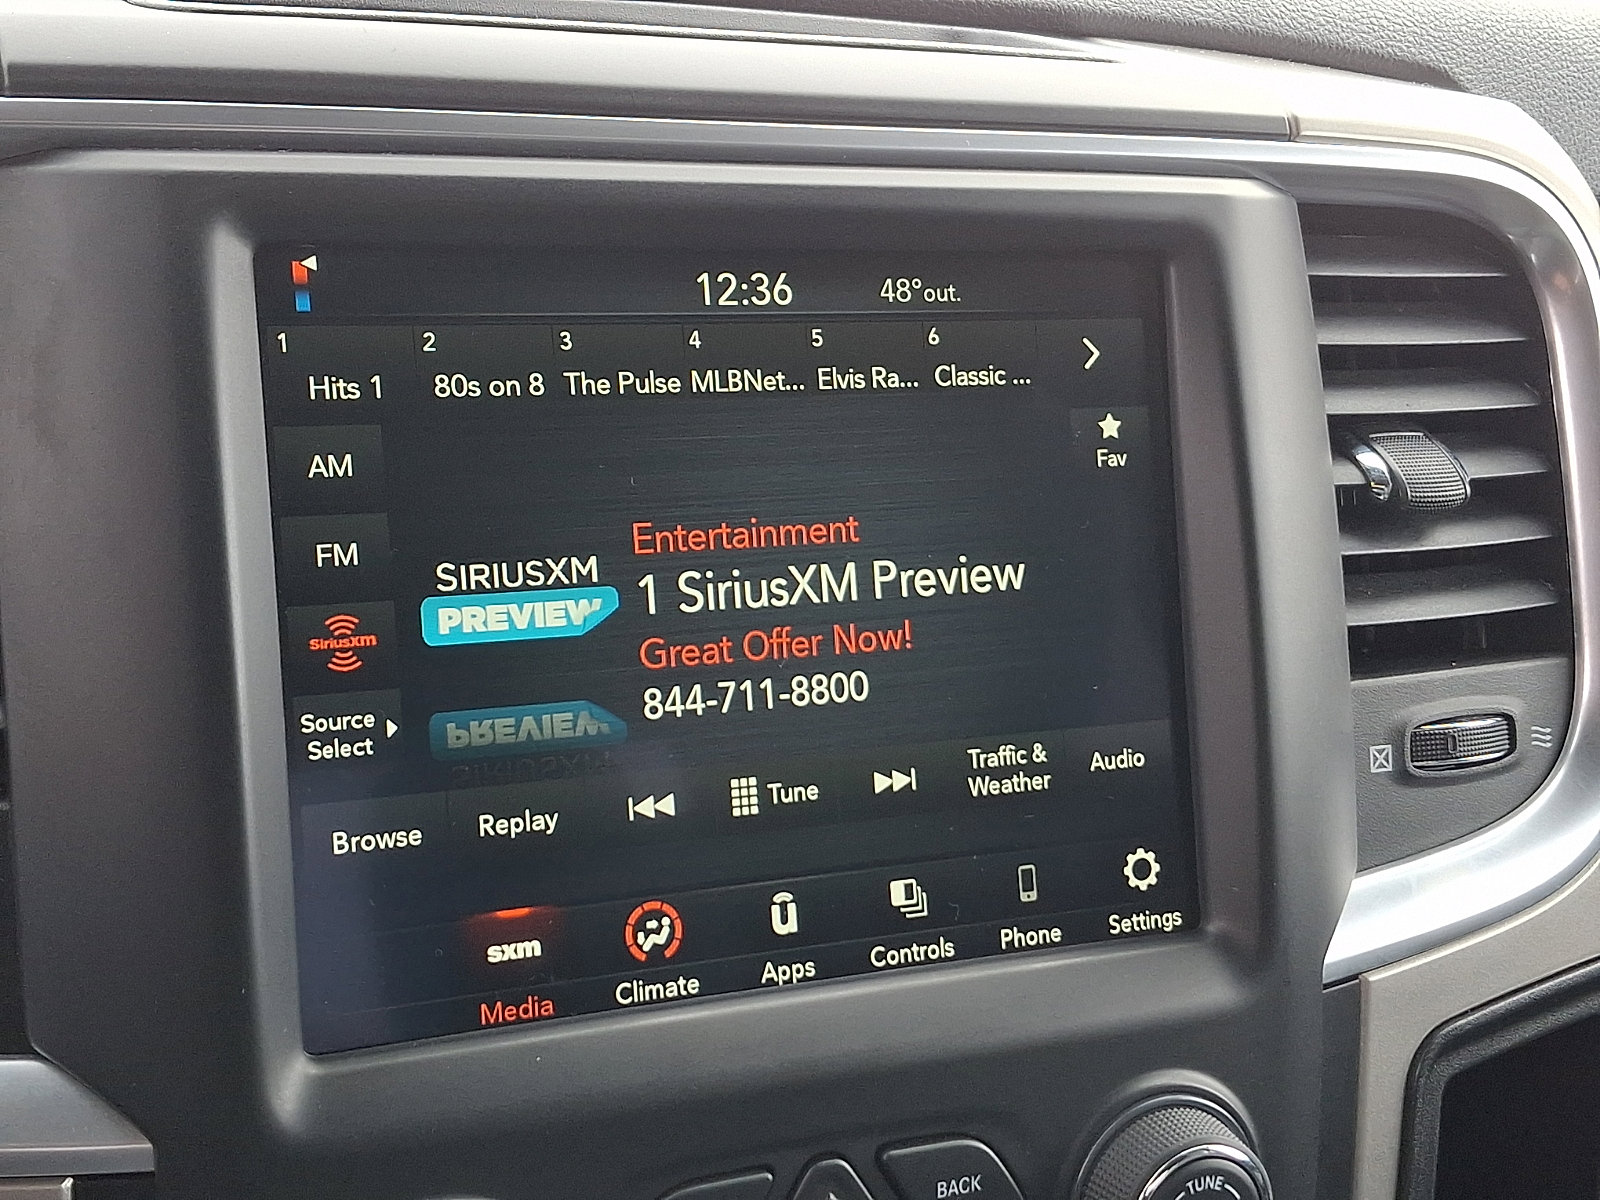 12:36 48° out.
1 2 3 4 5 6
Hits 1 80s on 8 The Pulse MLBNet... Elvis Ra... Classic ...
Fav
AM
FM
SiriusXM
Source
Select
SIRIUSXM
PREVIEW
Entertainment
1 SiriusXM Preview
Great Offer Now!
844-711-8800
Browse Replay Tune
Traffic &
Weather
Audio
sxm
Media Climate Apps Controls Phone Settings
BACK
TUNE